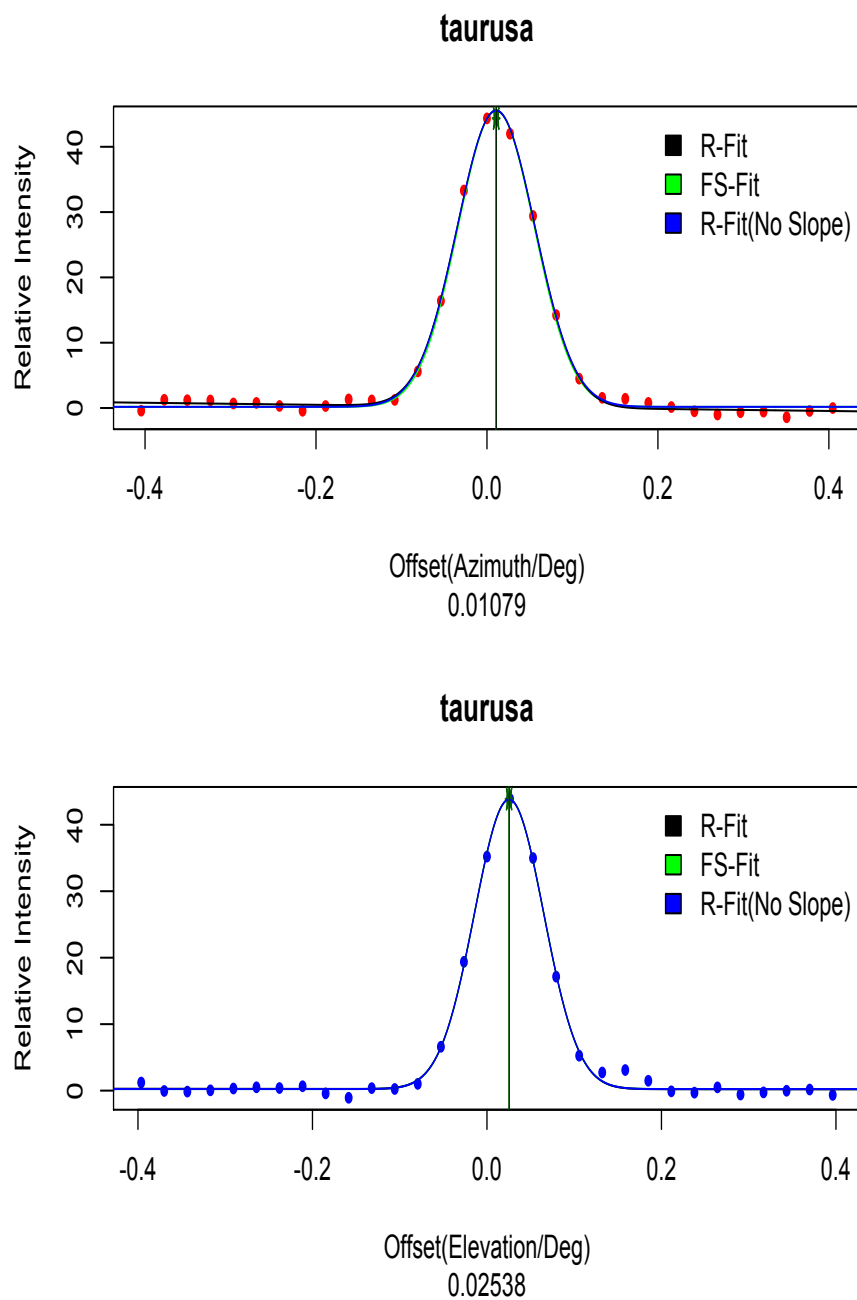 taurusa
Relative Intensity
40
30
20
10
0
R-Fit
FS-Fit
R-Fit(No Slope)
-0.4 -0.2 0.0 0.2 0.4
Offset(Azimuth/Deg)
0.01079
taurusa
Relative Intensity
40
30
20
10
0
R-Fit
FS-Fit
R-Fit(No Slope)
-0.4 -0.2 0.0 0.2 0.4
Offset(Elevation/Deg)
0.02538